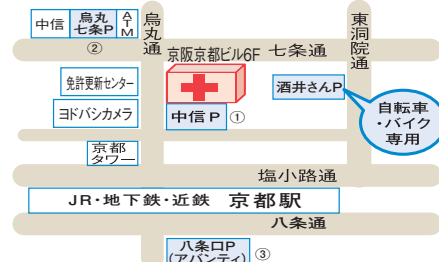 中信
烏丸
七条P
ATM
②
烏丸通
東洞院通
京阪京都ビル6F
七条通
免許更新センター
ヨドバシカメラ
中信P
①
酒井さんP
自転車
・バイク
専用
京都
タワー
塩小路通
JR・地下鉄・近鉄 京都駅
八条通
八条口P
(アバンティ)
③